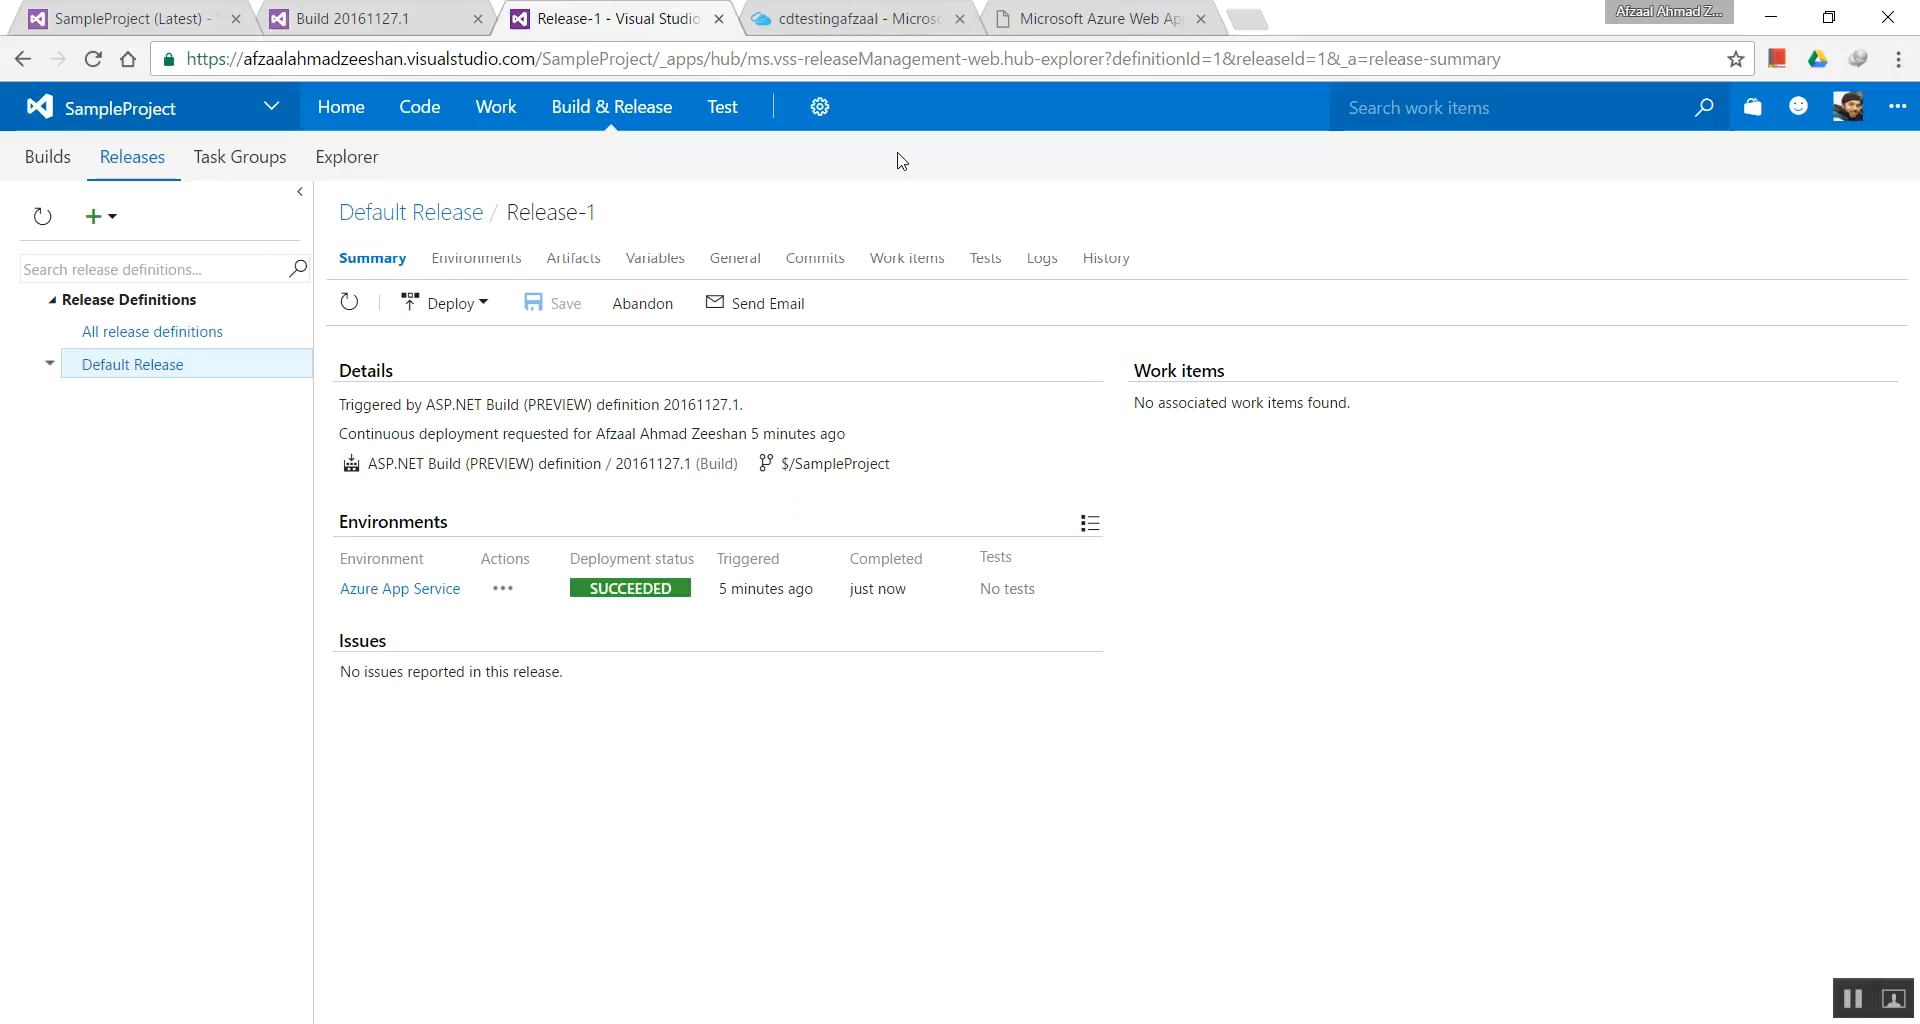 SampleProject (Latest) -
Build 20161127.1
Release-1 - Visual Studio
cdtestingafzaal - Microso
Microsoft Azure Web Ap
Afzaal Ahmad Z...
https://afzaalahmadzeeshan.visualstudio.com/SampleProject/_apps/hub/ms.vss-releaseManagement-web.hub-explorer?definitionId=1&releaseId=1&_a=release-summary
SampleProject
Home Code Work Build & Release Test
Search work items
Builds Releases Task Groups Explorer
Default Release / Release-1
Summary Environments Artifacts Variables General Commits Work items Tests Logs History
Search release definitions...
Deploy Save Abandon Send Email
Release Definitions
All release definitions
Default Release
Details
Triggered by ASP.NET Build (PREVIEW) definition 20161127.1.
Continuous deployment requested for Afzaal Ahmad Zeeshan 5 minutes ago
ASP.NET Build (PREVIEW) definition / 20161127.1 (Build) $/SampleProject
Work items
No associated work items found.
Environments
Environment Actions Deployment status Triggered Completed Tests
Azure App Service ••• SUCCEEDED 5 minutes ago just now No tests
Issues
No issues reported in this release.